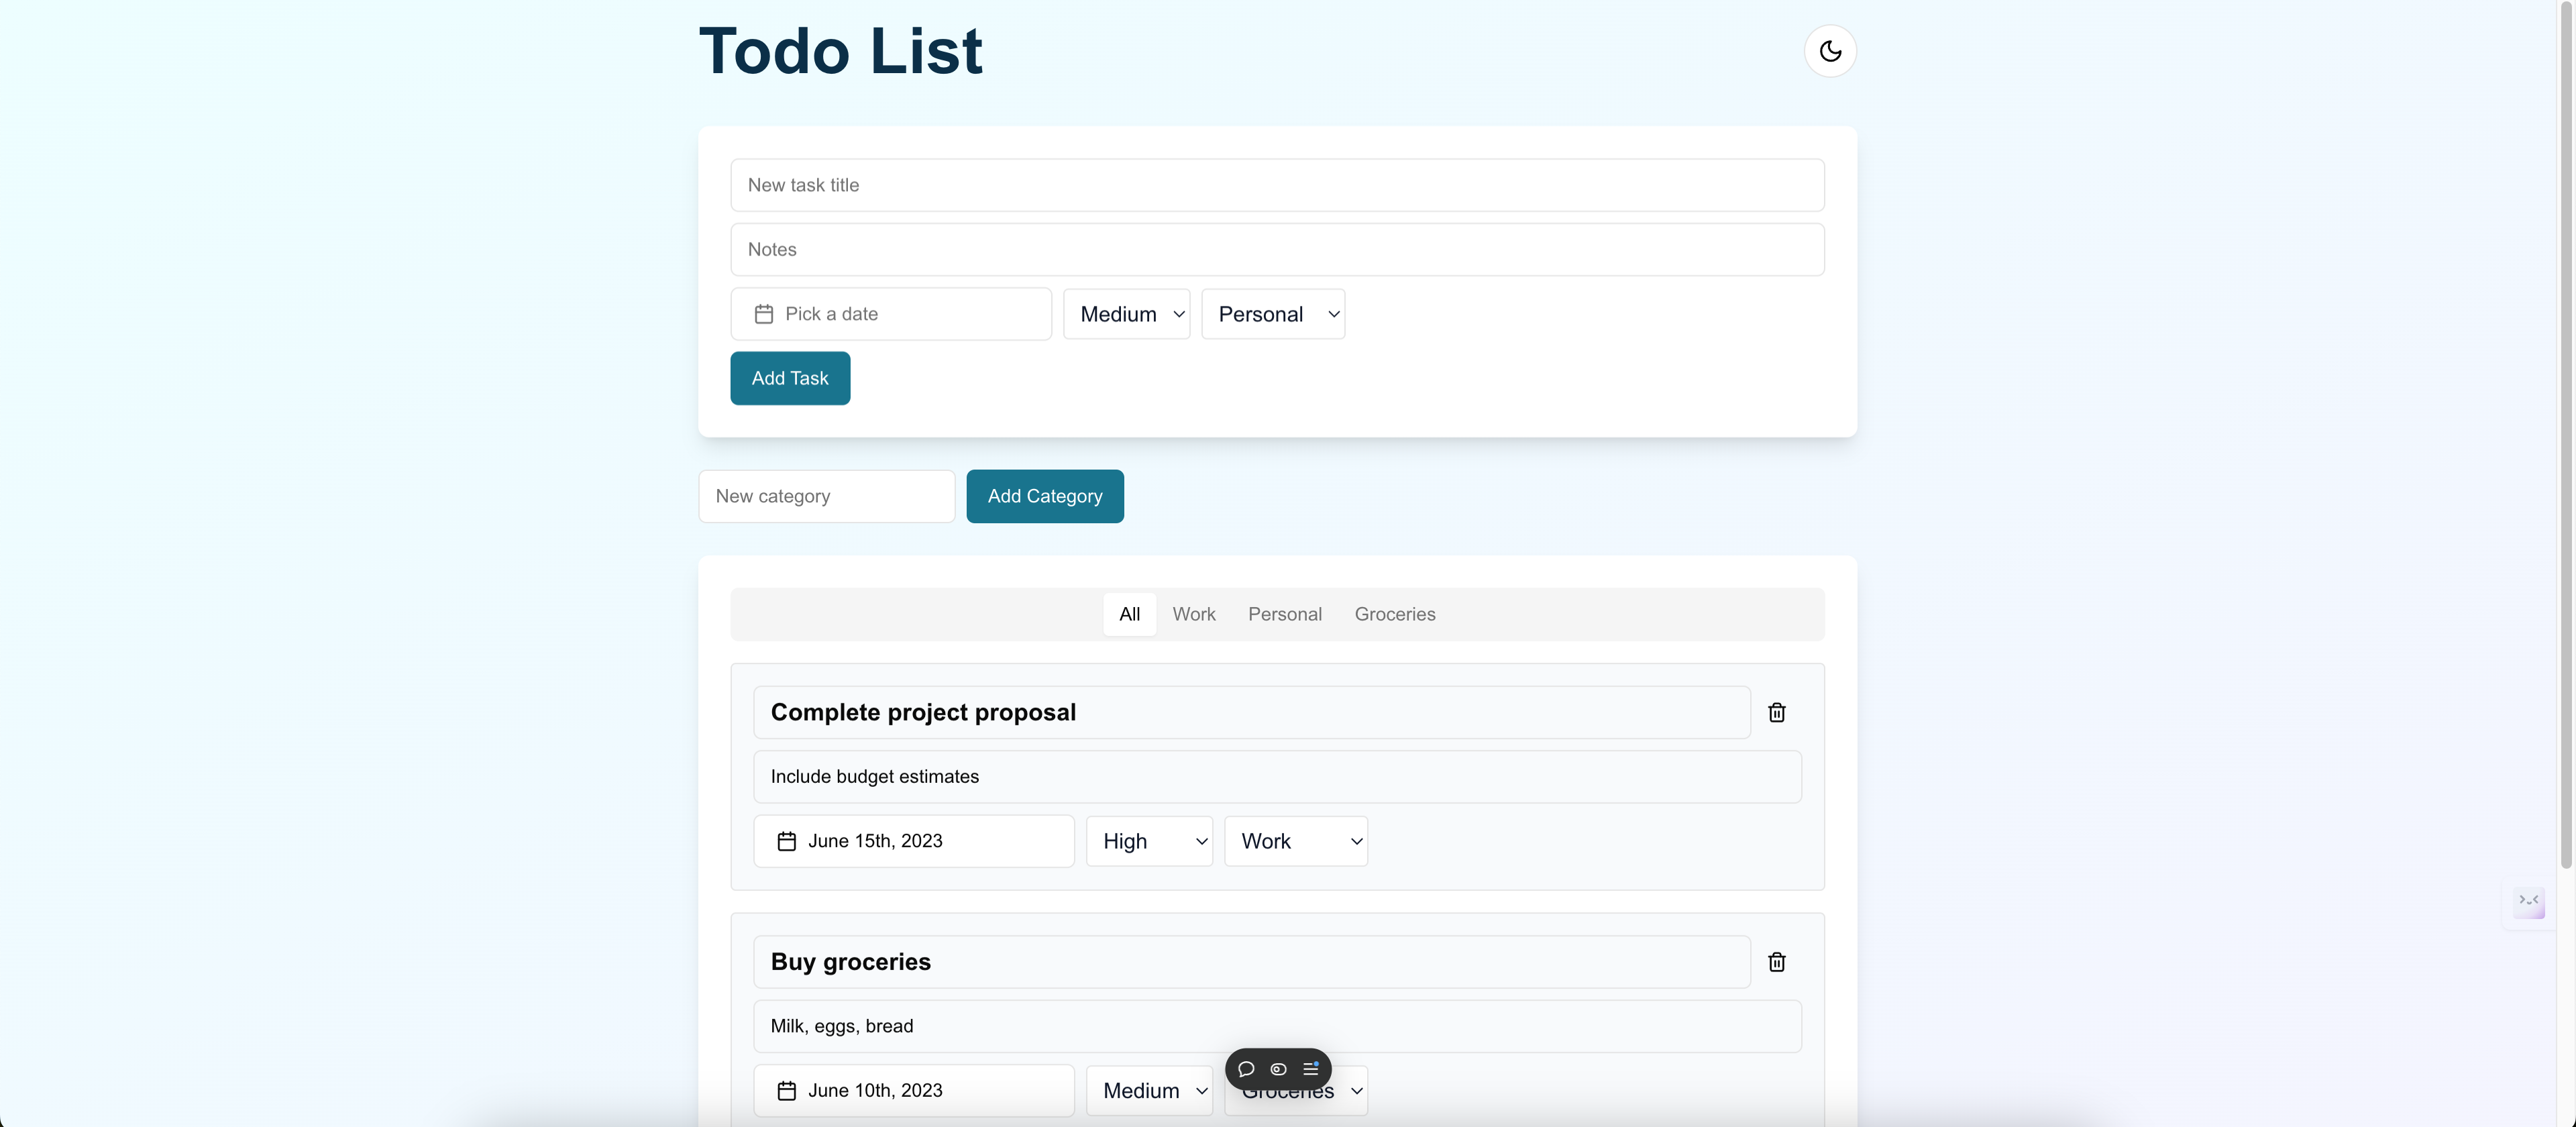 Todo List
New task title
Notes
Pick a date Medium Personal
Add Task
New category Add Category
All Work Personal Groceries
Complete project proposal
Include budget estimates
June 15th, 2023 High Work
Buy groceries
Milk, eggs, bread
June 10th, 2023 Medium Groceries